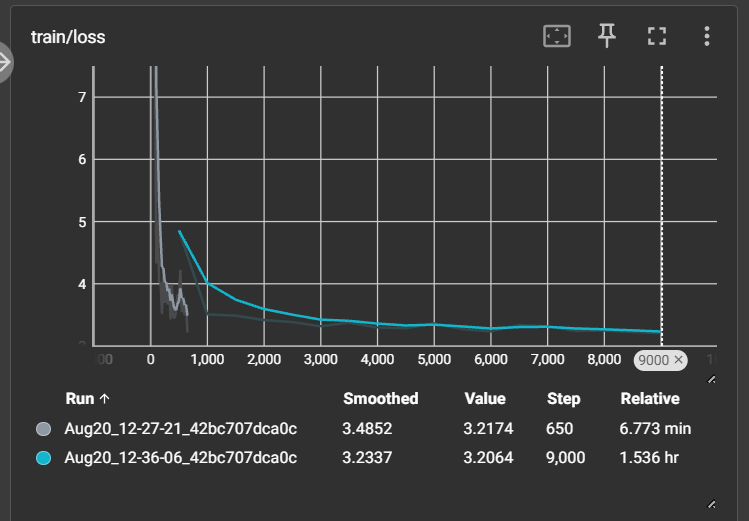 train/loss
7
6
5
4
0 1,000 2,000 3,000 4,000 5,000 6,000 7,000 8,000 9000 ×
Run ↑ Smoothed Value Step Relative
Aug20_12-27-21_42bc707dca0c 3.4852 3.2174 650 6.773 min
Aug20_12-36-06_42bc707dca0c 3.2337 3.2064 9,000 1.536 hr